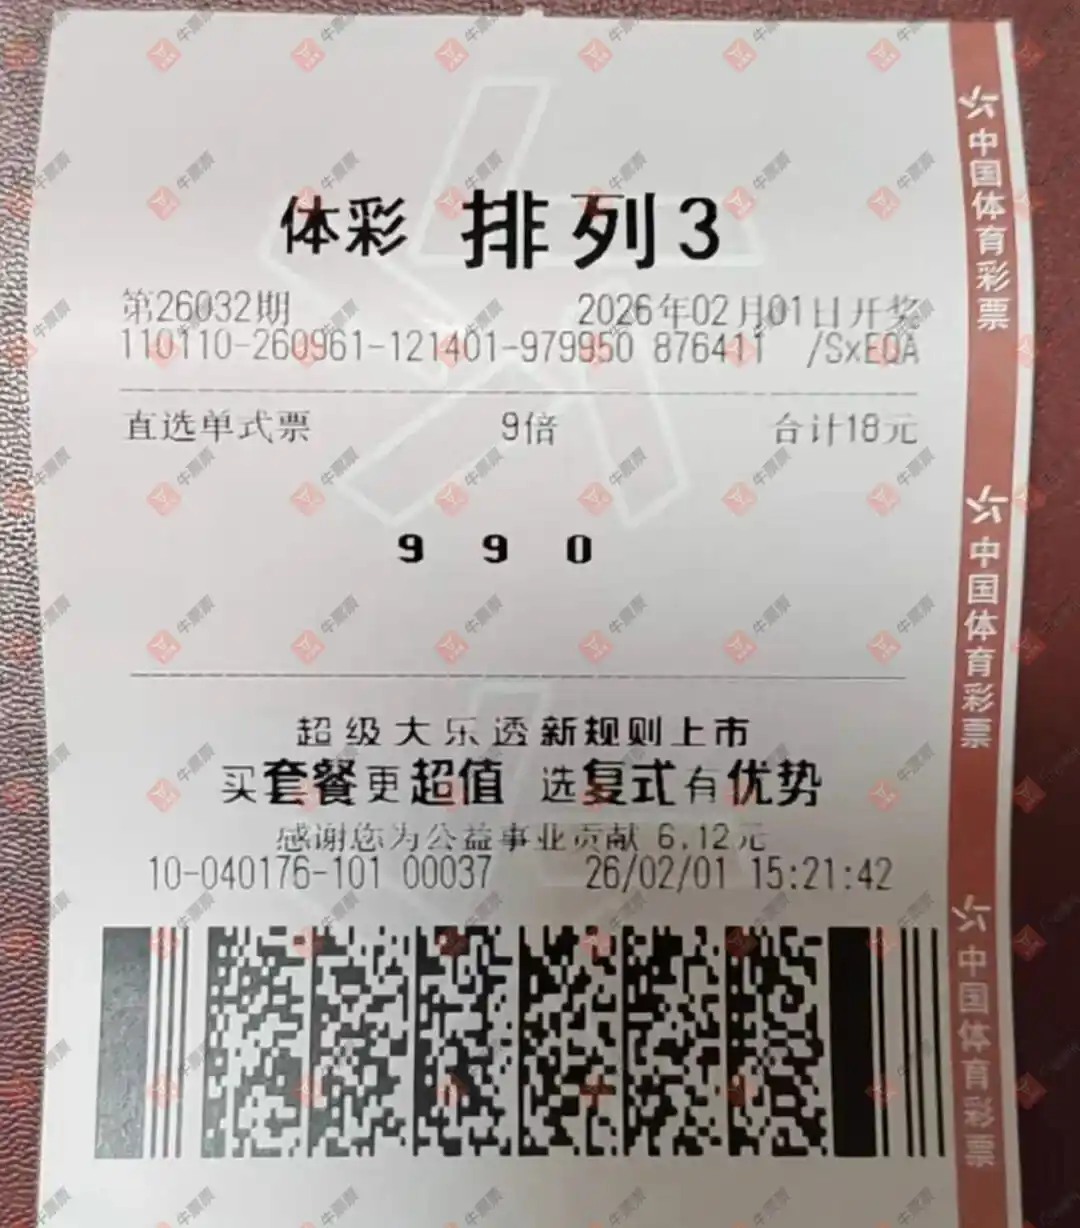 体彩 排列3
第26032期 2026年02月01日开奖
110110-260961-121401-979950 876411 /SxEQA
直选单式票 9倍 合计18元
9 9 0
超级大乐透新规则上市
买套餐更超值 选复式有优势
感谢您为公益事业贡献 6.12元
10-040176-101 00037 26/02/01 15:21:42
中国体育彩票
中国体育彩票
中国体育彩票
牛票票